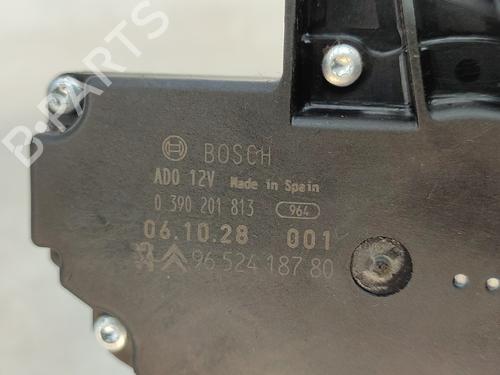 B-PARTS
BOSCH
ADO 12V Made in Spain
0 390 201 813 964
06.10.28 001
96 524 187 80